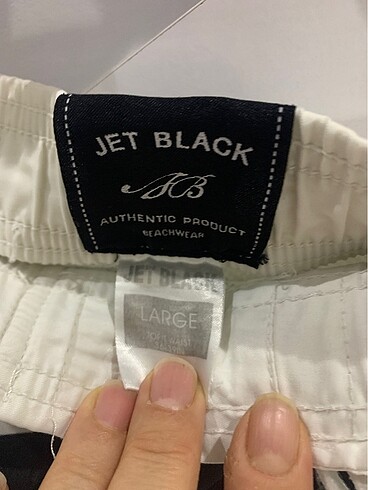 JET BLACK
JB
AUTHENTIC PRODUCT
BEACHWEAR
JET BLACK
LARGE